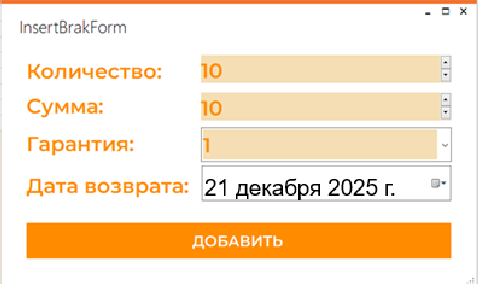 InsertBrakForm
Количество: 10
Сумма: 10
Гарантия: 1
Дата возврата: 21 декабря 2025 г.
ДОБАВИТЬ